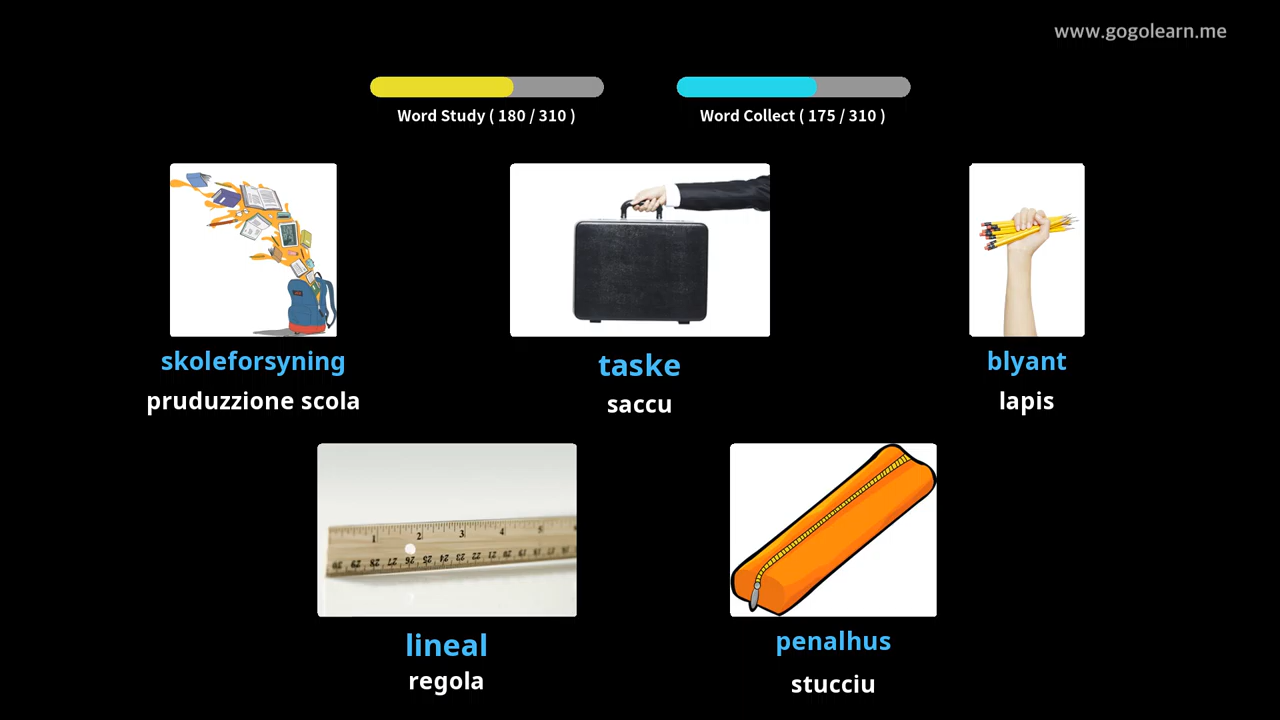 www.gogolearn.me
Word Study ( 180 / 310 )
Word Collect ( 175 / 310 )
skoleforsyning
pruduzzione scola
taske
saccu
blyant
lapis
lineal
regola
penalhus
stucciu